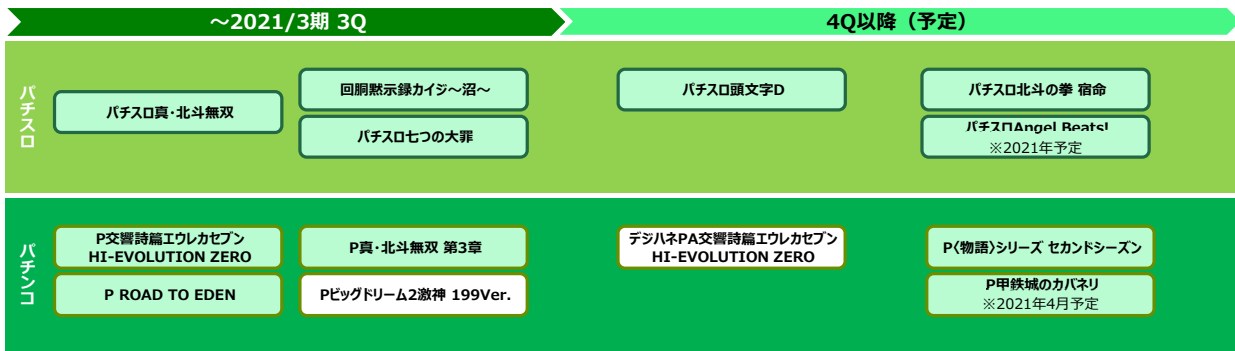 ～2021/3期 3Q
4Q以降（予定）
パチスロ
パチスロ真・北斗無双
回胴黙示録カイジ～沼～
パチスロ七つの大罪
パチスロ頭文字D
パチスロ北斗の拳 宿命
パチスロAngel Beats!
※2021年予定
パチンコ
P交響詩篇エウレカセブン
HI-EVOLUTION ZERO
P ROAD TO EDEN
P真・北斗無双 第3章
Pビッグドリーム2激神 199Ver.
デジハネPA交響詩篇エウレカセブン
HI-EVOLUTION ZERO
P〈物語〉シリーズ セカンドシーズン
P甲鉄城のカバネリ
※2021年4月予定